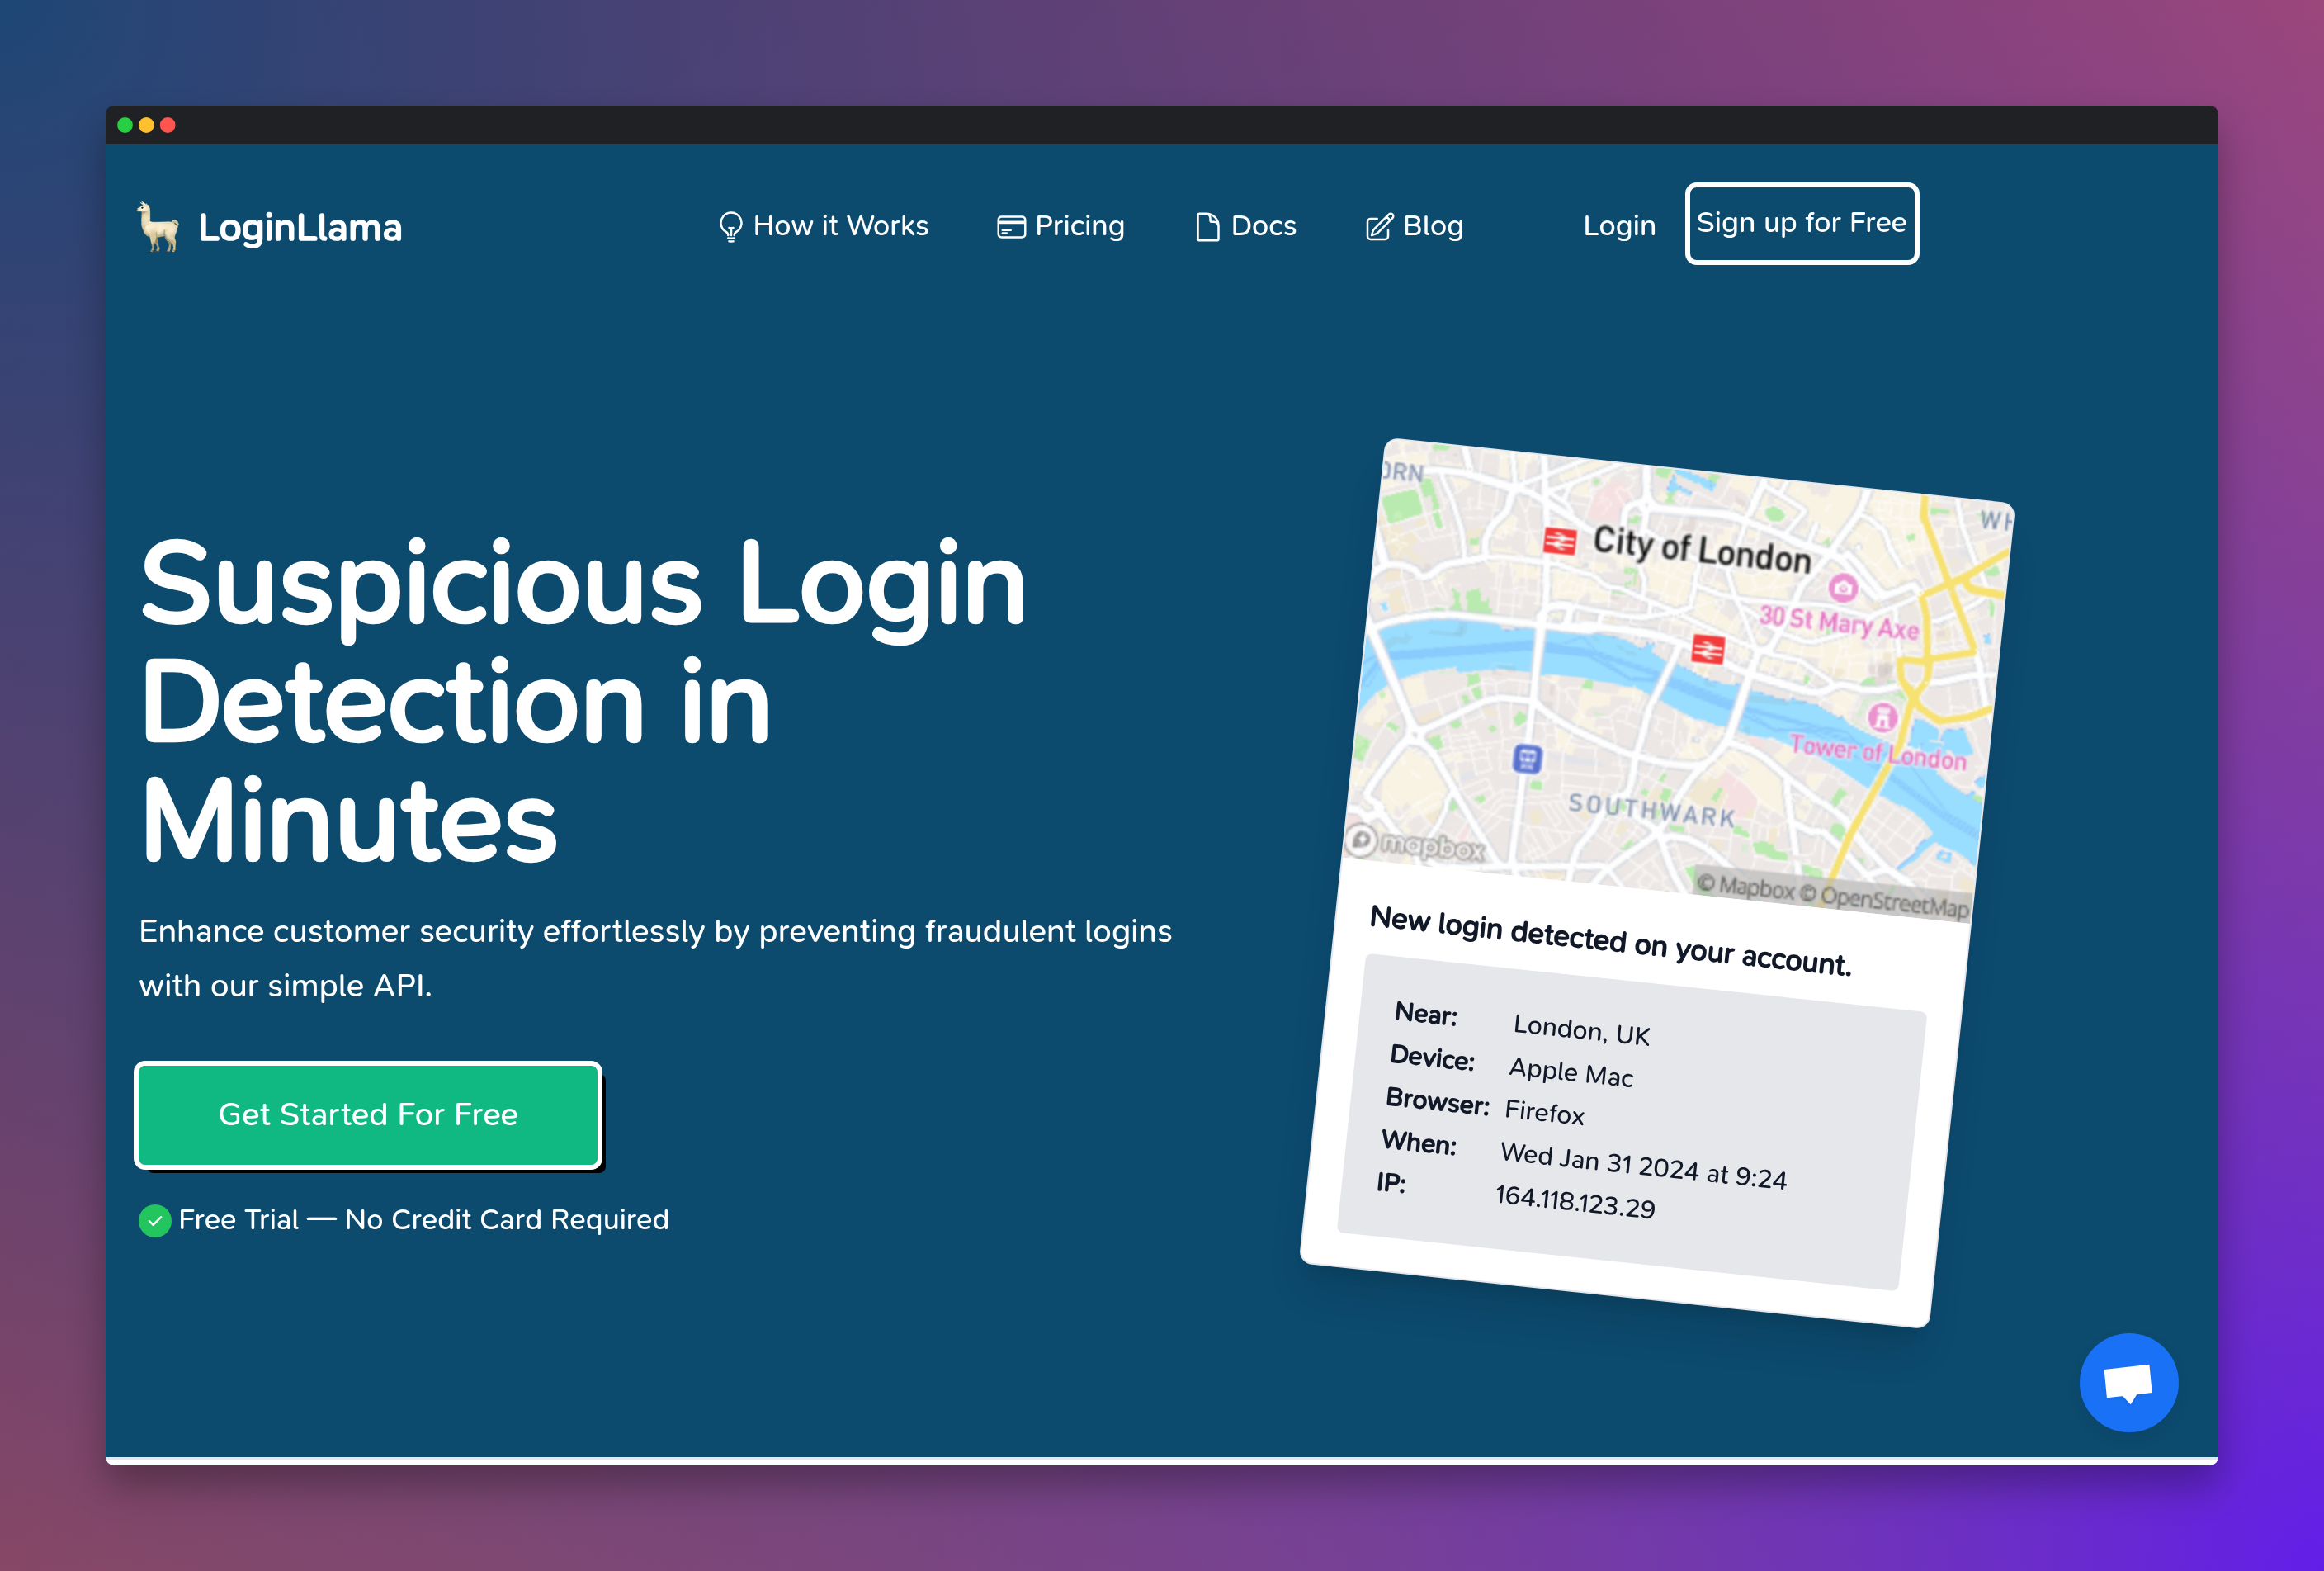 LoginLlama
How it Works
Pricing
Docs
Blog
Login
Sign up for Free
Suspicious Login
Detection in
Minutes
Enhance customer security effortlessly by preventing fraudulent logins
with our simple API.
Get Started For Free
Free Trial — No Credit Card Required
ORN
WH
City of London
30 St Mary Axe
Tower of London
SOUTHWARK
mapbox
© Mapbox © OpenStreetMap
New login detected on your account.
Near: London, UK
Device: Apple Mac
Browser: Firefox
When: Wed Jan 31 2024 at 9:24
IP: 164.118.123.29